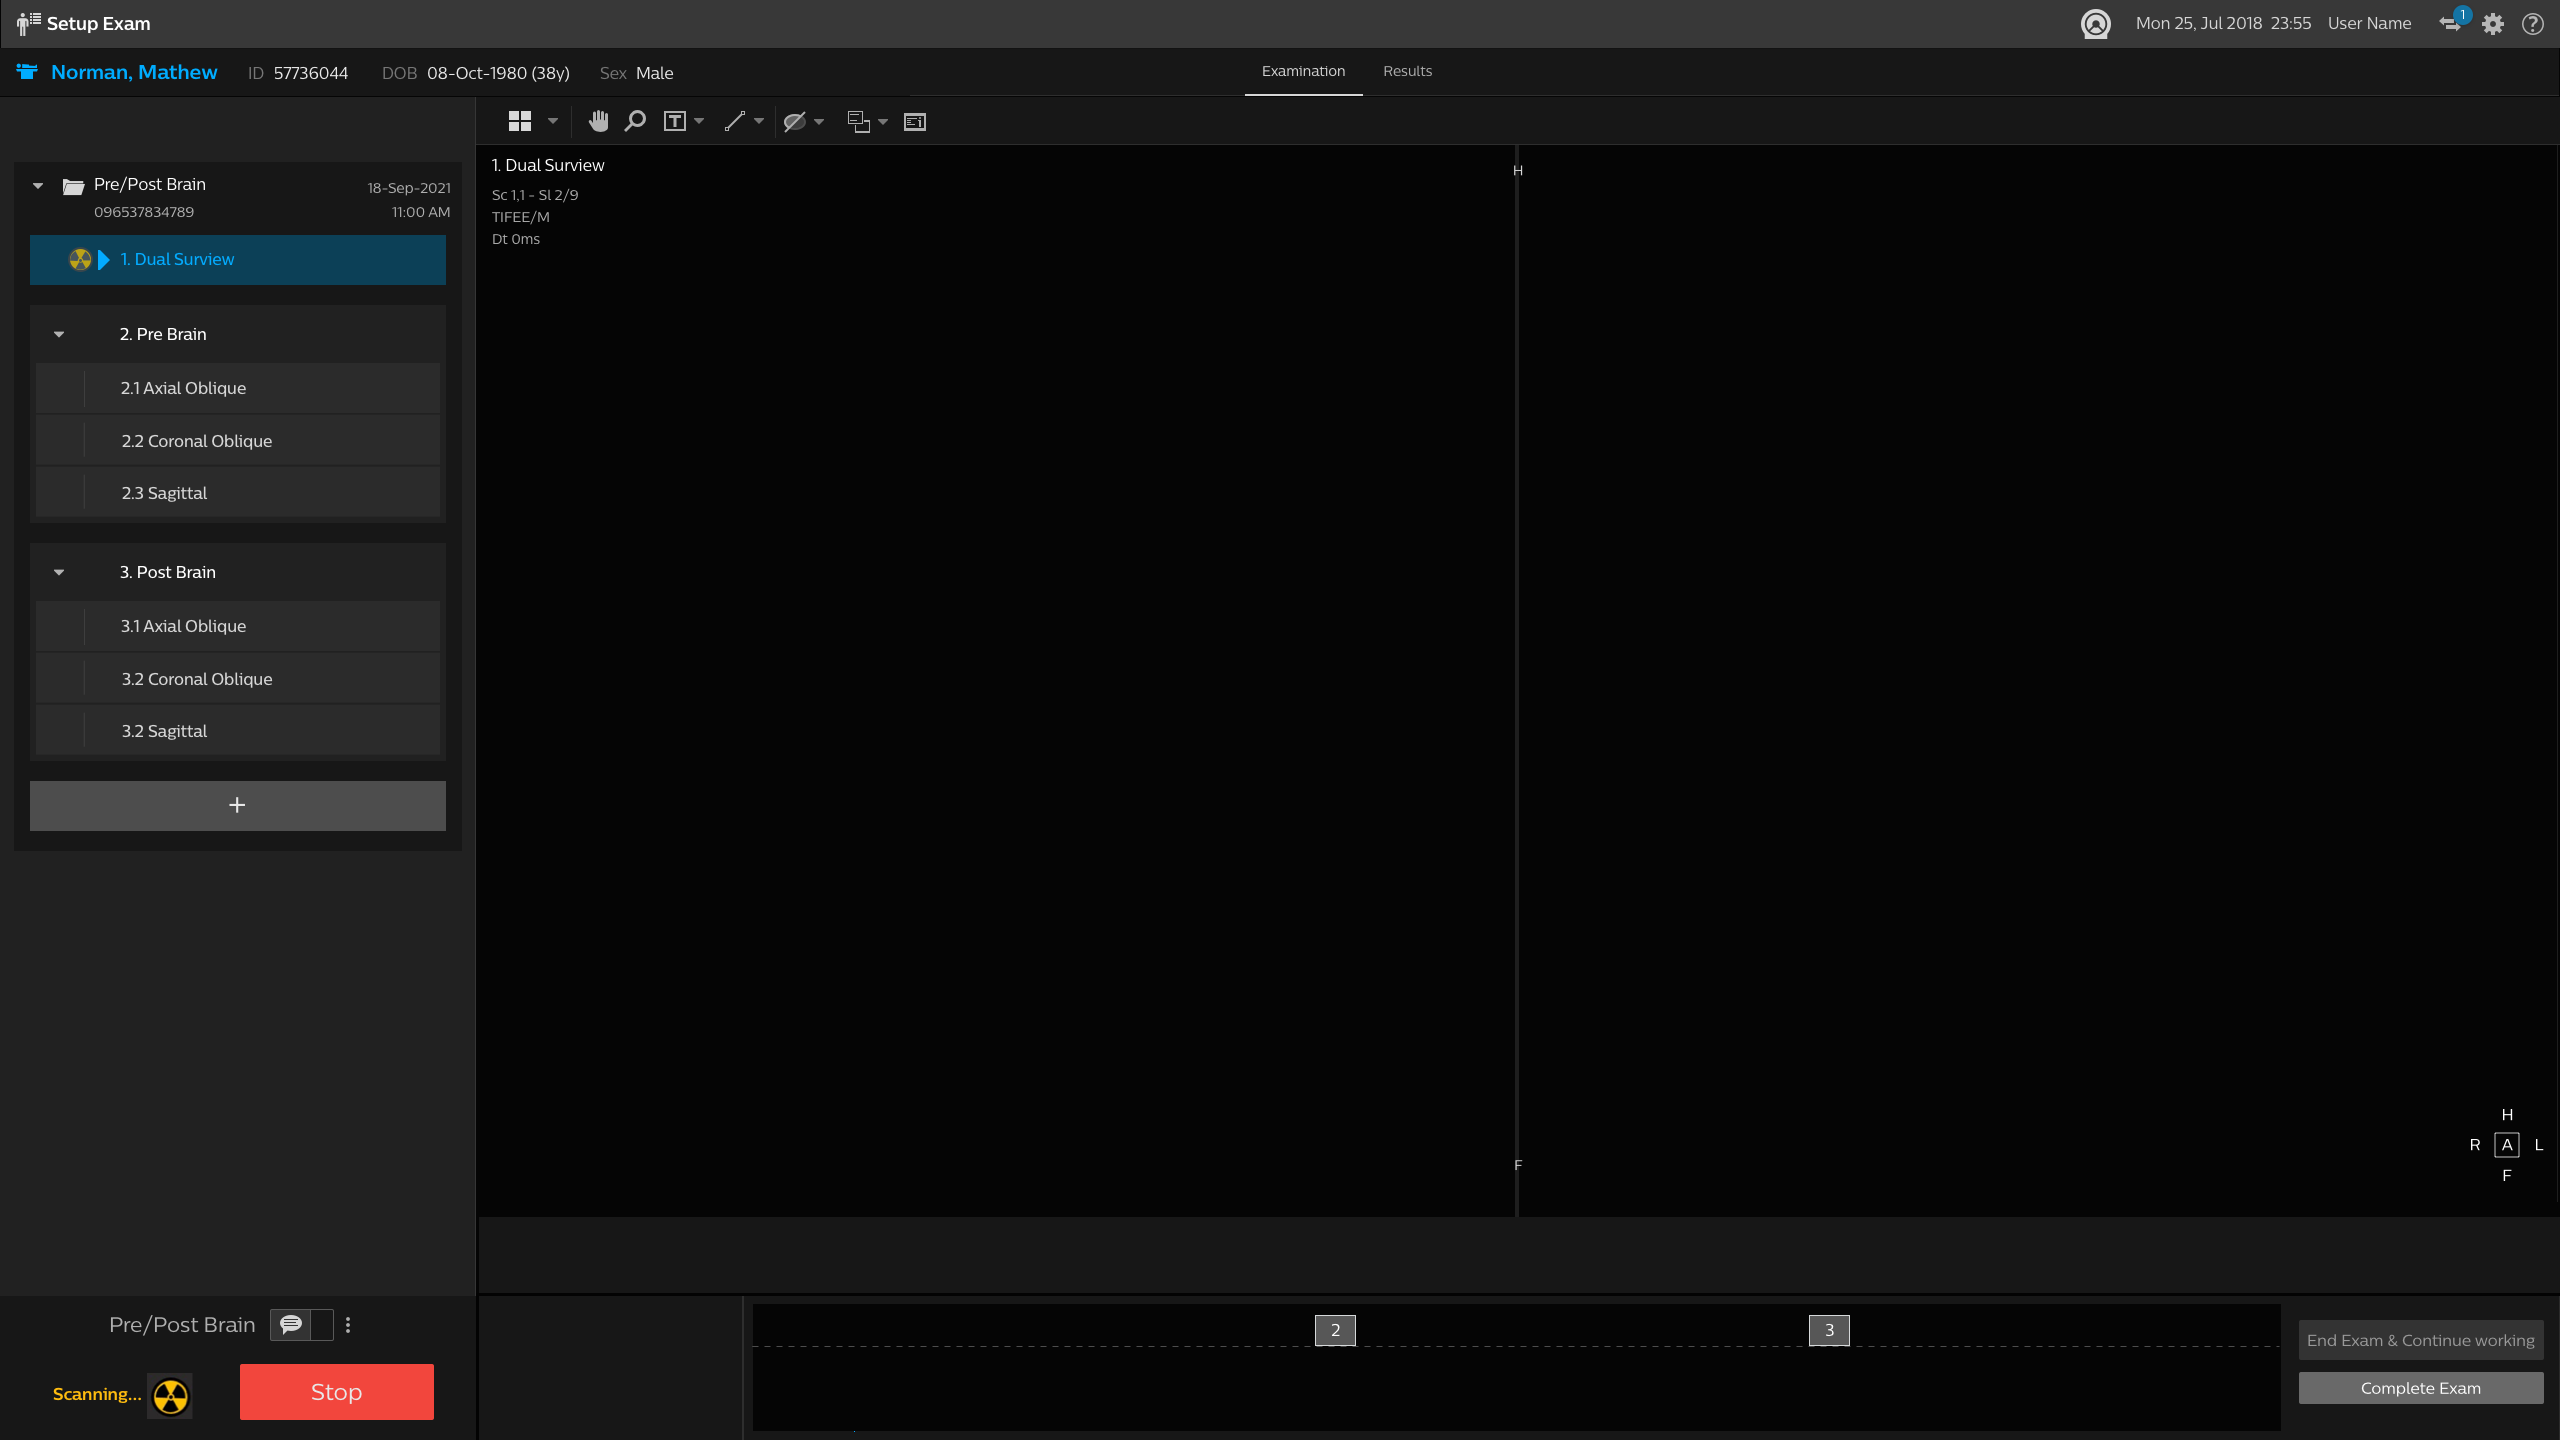 Setup Exam
Mon 25, Jul 2018 23:55 User Name 1
Norman, Mathew ID 57736044 DOB 08-Oct-1980 (38y) Sex Male
Examination Results
T
Pre/Post Brain 18-Sep-2021
096537834789 11:00 AM
1. Dual Surview
2. Pre Brain
2.1 Axial Oblique
2.2 Coronal Oblique
2.3 Sagittal
3. Post Brain
3.1 Axial Oblique
3.2 Coronal Oblique
3.2 Sagittal
+
1. Dual Surview
Sc 1,1 - Sl 2/9
TIFEE/M
Dt 0ms
H
F
H
R A L
F
Pre/Post Brain
Scanning...
Stop
2
3
End Exam & Continue working
Complete Exam